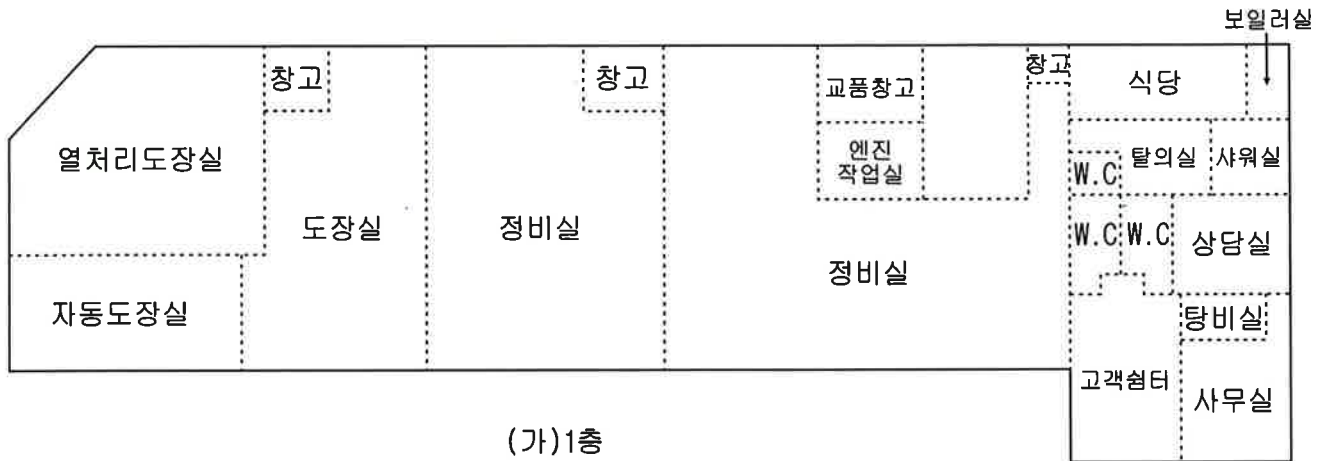 보일러실
창고
창고
교품창고
창고
식당
열처리도장실
엔진
작업실
W.C
탈의실
샤워실
도장실
정비실
정비실
W.C
W.C
상담실
자동도장실
탕비실
고객쉼터
사무실
(가)1층